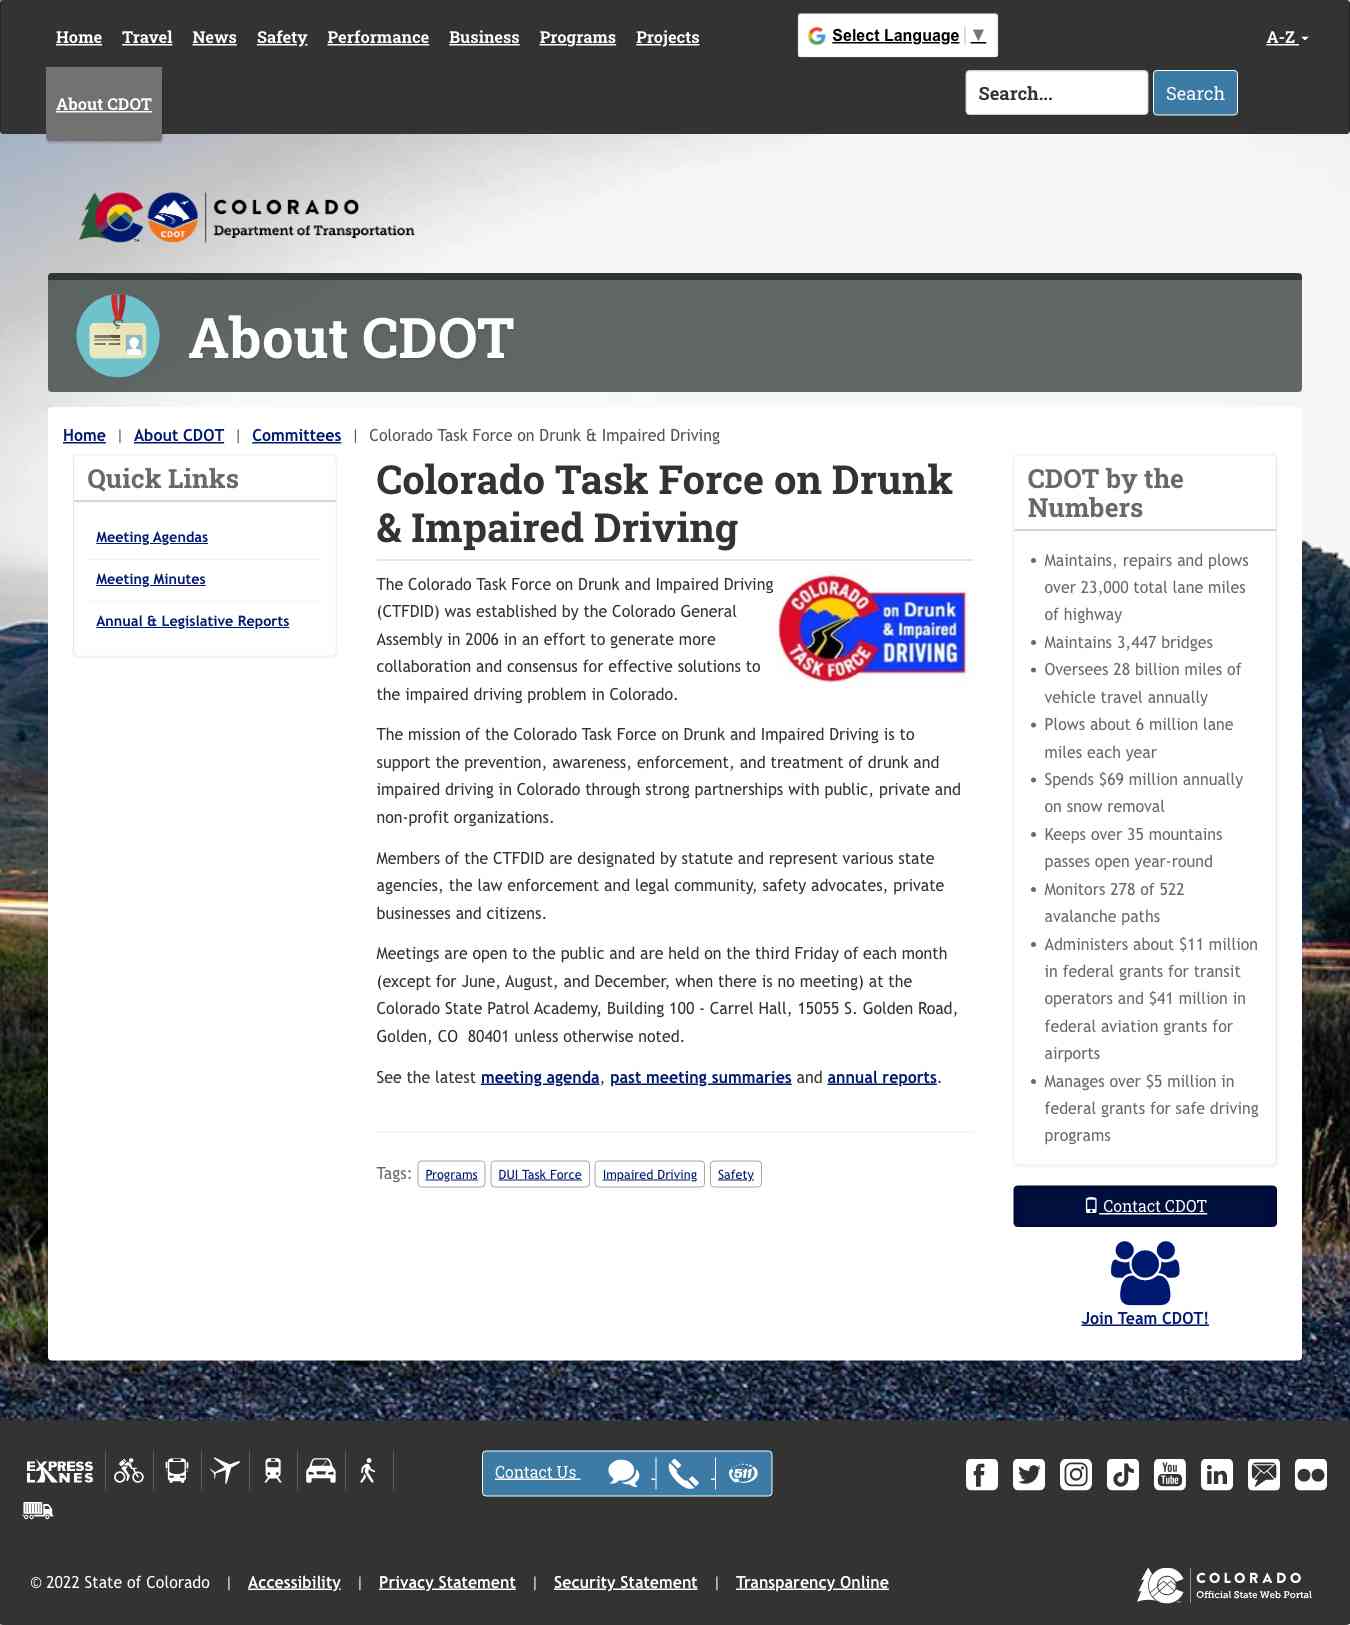 Home Travel News Safety Performance Business Programs Projects
Select Language ▼
A-Z
About CDOT
Search...
Search
CDOT
COLORADO
Department of Transportation
About CDOT
Home | About CDOT | Committees | Colorado Task Force on Drunk & Impaired Driving
Quick Links
Meeting Agendas
Meeting Minutes
Annual & Legislative Reports
Colorado Task Force on Drunk
& Impaired Driving
The Colorado Task Force on Drunk and Impaired Driving
(CTFDID) was established by the Colorado General
Assembly in 2006 in an effort to generate more
collaboration and consensus for effective solutions to
the impaired driving problem in Colorado.
COLORADO
TASK FORCE
on Drunk
& Impaired
DRIVING
The mission of the Colorado Task Force on Drunk and Impaired Driving is to
support the prevention, awareness, enforcement, and treatment of drunk and
impaired driving in Colorado through strong partnerships with public, private and
non-profit organizations.
Members of the CTFDID are designated by statute and represent various state
agencies, the law enforcement and legal community, safety advocates, private
businesses and citizens.
Meetings are open to the public and are held on the third Friday of each month
(except for June, August, and December, when there is no meeting) at the
Colorado State Patrol Academy, Building 100 - Carrel Hall, 15055 S. Golden Road,
Golden, CO 80401 unless otherwise noted.
See the latest meeting agenda, past meeting summaries and annual reports.
Tags: Programs DUI Task Force Impaired Driving Safety
CDOT by the
Numbers
• Maintains, repairs and plows
over 23,000 total lane miles
of highway
• Maintains 3,447 bridges
• Oversees 28 billion miles of
vehicle travel annually
• Plows about 6 million lane
miles each year
• Spends $69 million annually
on snow removal
• Keeps over 35 mountains
passes open year-round
• Monitors 278 of 522
avalanche paths
• Administers about $11 million
in federal grants for transit
operators and $41 million in
federal aviation grants for
airports
• Manages over $5 million in
federal grants for safe driving
programs
Contact CDOT
Join Team CDOT!
EXPRESS
LANES
Contact Us
511
You
Tube
in
© 2022 State of Colorado | Accessibility | Privacy Statement | Security Statement | Transparency Online
COLORADO
Official State Web Portal